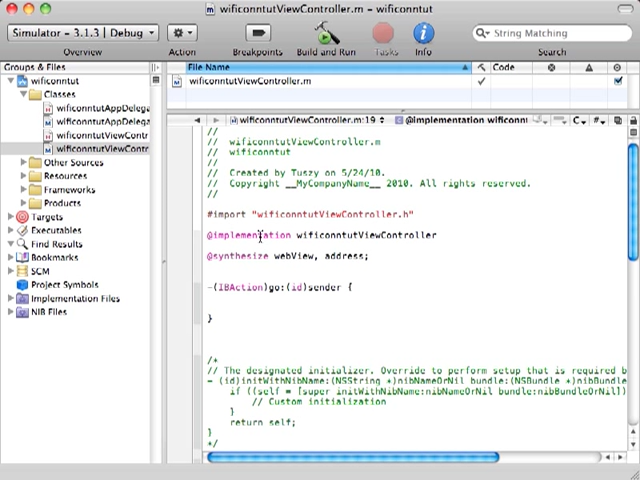 wificonntutViewController.m – wificonntut
Simulator – 3.1.3 | Debug
String Matching
Overview
Action
Breakpoints
Build and Run
Tasks
Info
Search
Groups & Files
File Name
Code
wificonntutViewController.m
wificonntut
Classes
wificonntutAppDelega
wificonntutAppDelega
wificonntutViewContr
wificonntutViewContr
Other Sources
Resources
Frameworks
Products
Targets
Executables
Find Results
Bookmarks
SCM
Project Symbols
Implementation Files
NIB Files
wificonntutViewController.m:19
@implementation wificonn
C
#
//
// wificonntutViewController.m
// wificonntut
//
// Created by Tuszy on 5/24/10.
// Copyright __MyCompanyName__ 2010. All rights reserved.
//
#import "wificonntutViewController.h"
@implementation wificonntutViewController
@synthesize webView, address;
-(IBAction)go:(id)sender {
}
/*
// The designated initializer. Override to perform setup that is required b
- (id)initWithNibName:(NSString *)nibNameOrNil bundle:(NSBundle *)nibBundle
if ((self = [super initWithNibName:nibNameOrNil bundle:nibBundleOrNil])
// Custom initialization
}
return self;
}
*/